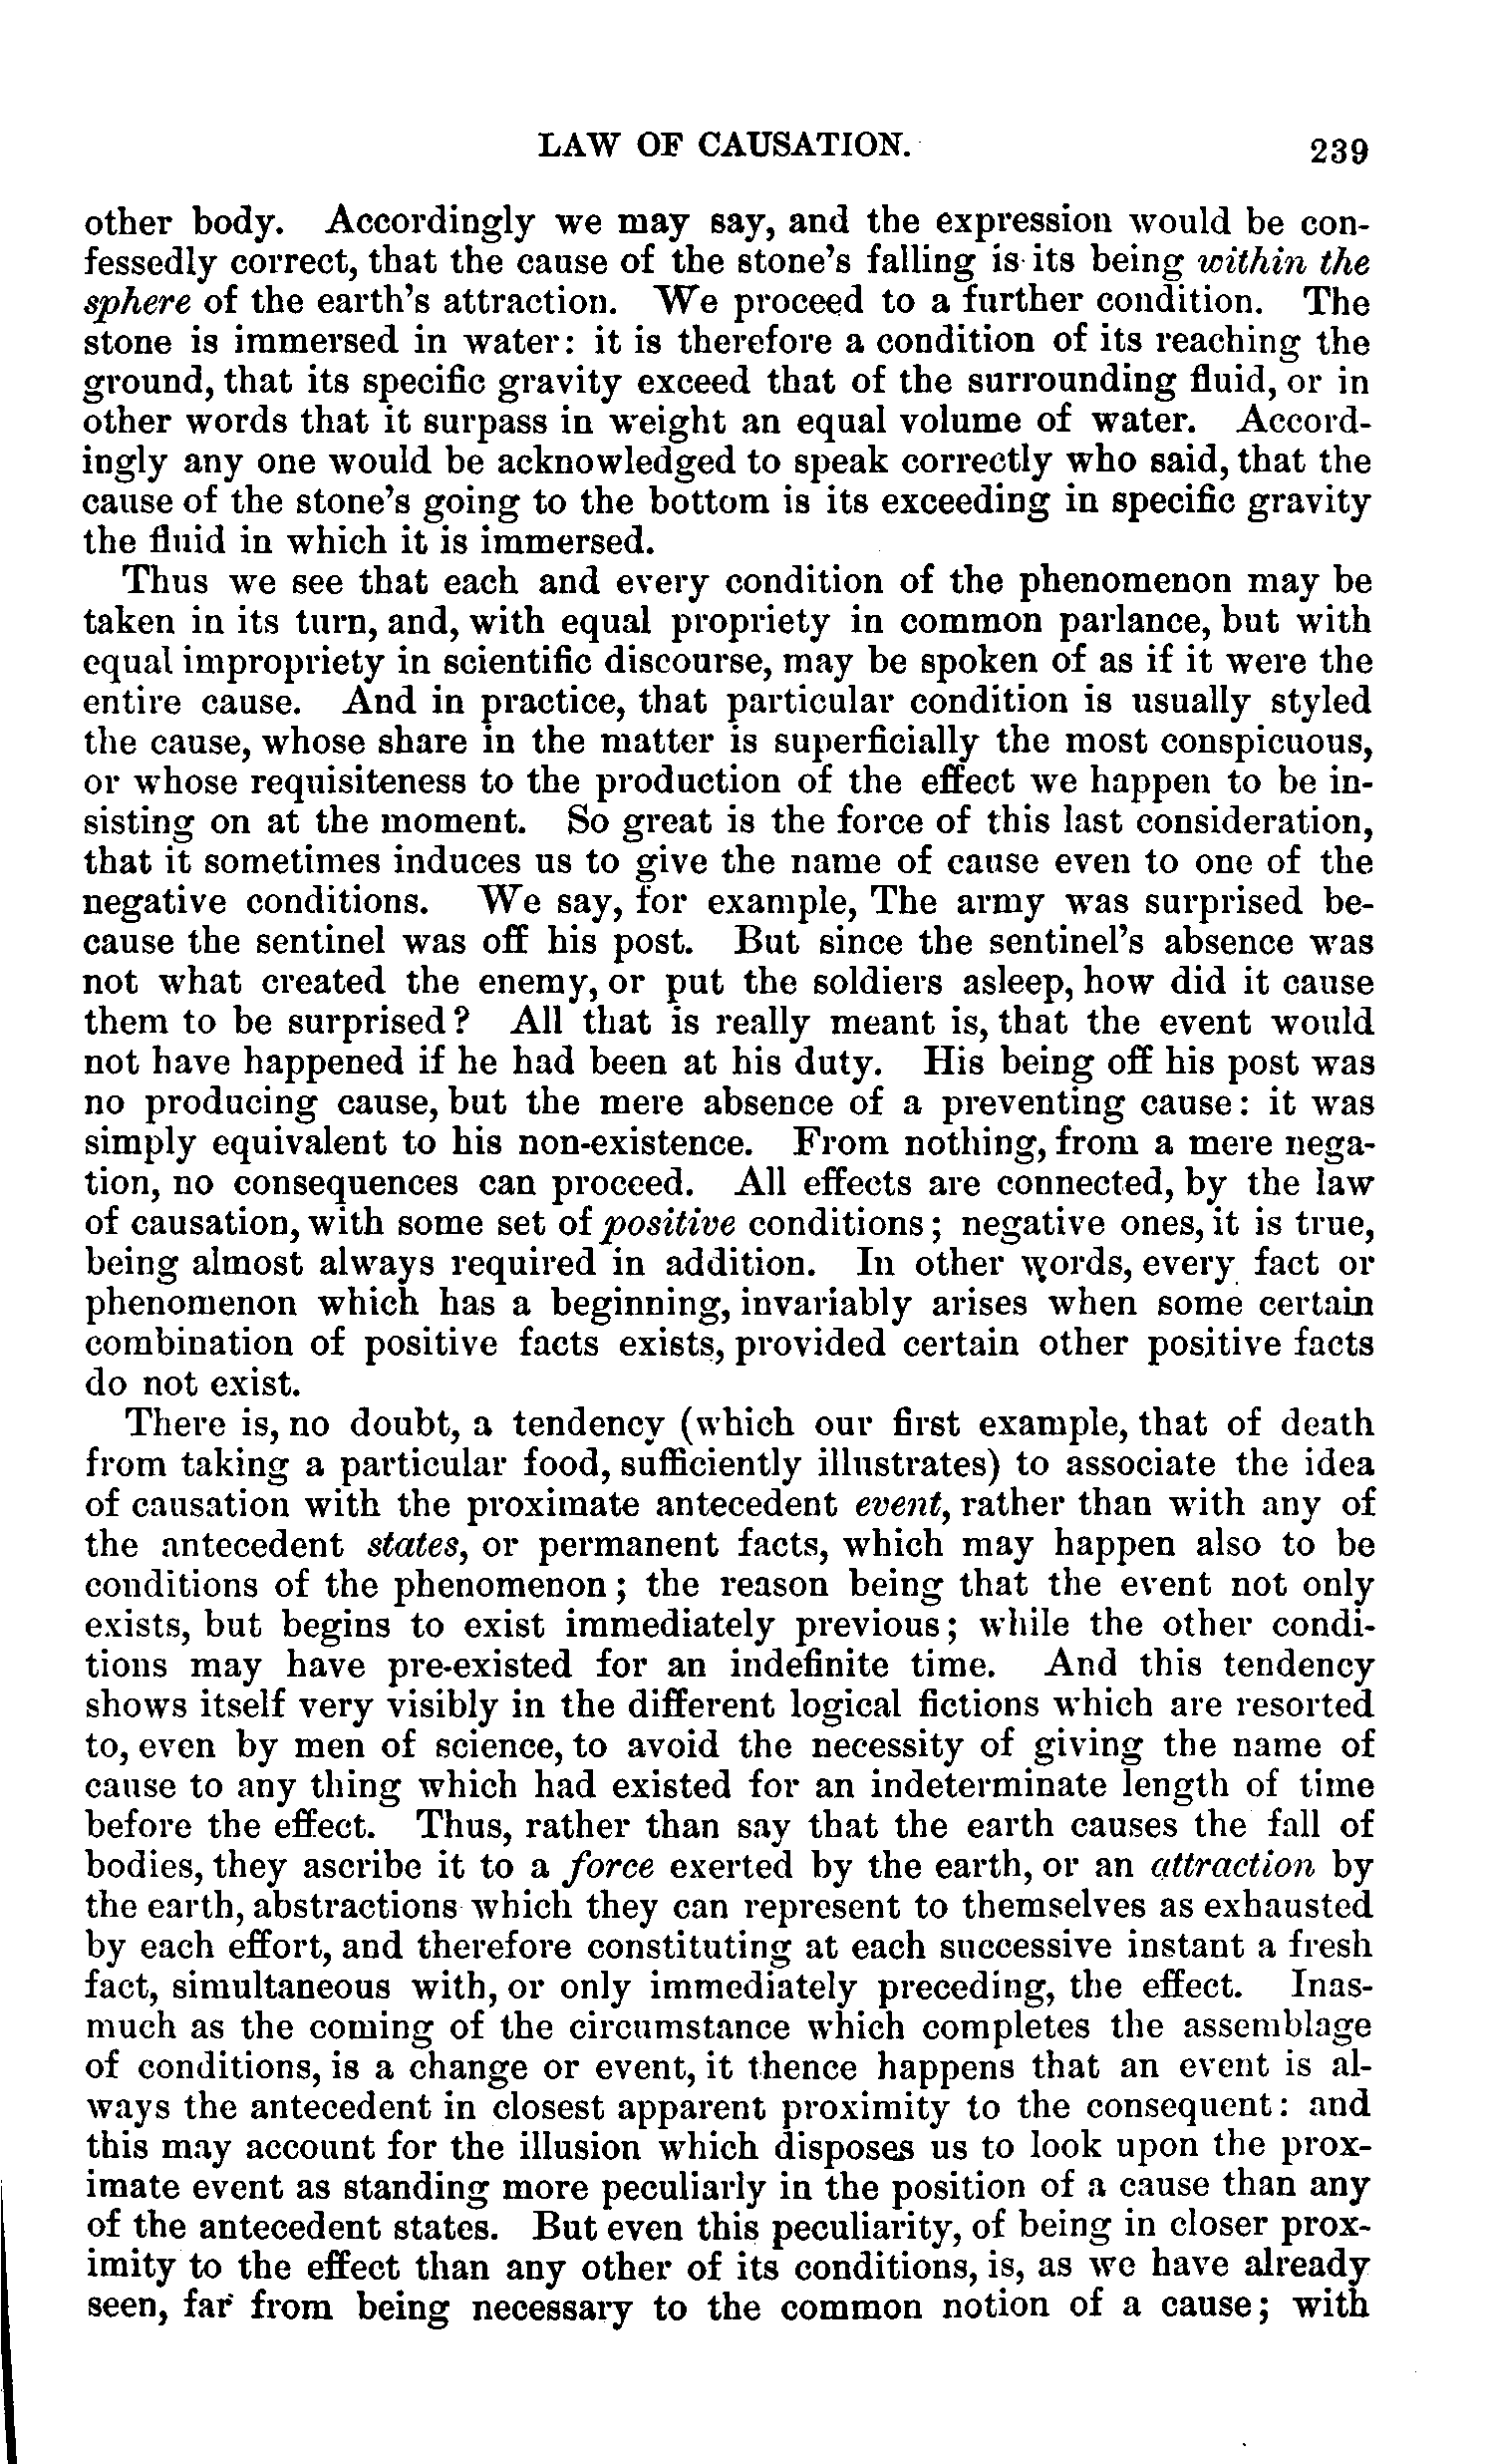 LAW OF CAUSATION. 239
other body. Accordingly we may say, and the expression would be con-
fessedly correct, that the cause of the stone's falling is its being within the
sphere of the earth's attraction. We proceed to a further condition. The
stone is immersed in water: it is therefore a condition of its reaching the
ground, that its specific gravity exceed that of the surrounding fluid, or in
other words that it surpass in weight an equal volume of water. Accord-
ingly any one would be acknowledged to speak correctly who said, that the
cause of the stone's going to the bottom is its exceeding in specific gravity
the fluid in which it is immersed.
Thus we see that each and every condition of the phenomenon may be
taken in its turn, and, with equal propriety in common parlance, but with
equal impropriety in scientific discourse, may be spoken of as if it were the
entire cause. And in practice, that particular condition is usually styled
the cause, whose share in the matter is superficially the most conspicuous,
or whose requisiteness to the production of the effect we happen to be in-
sisting on at the moment. So great is the force of this last consideration,
that it sometimes induces us to give the name of cause even to one of the
negative conditions. We say, for example, The army was surprised be-
cause the sentinel was off his post. But since the sentinel's absence was
not what created the enemy, or put the soldiers asleep, how did it cause
them to be surprised? All that is really meant is, that the event would
not have happened if he had been at his duty. His being off his post was
no producing cause, but the mere absence of a preventing cause: it was
simply equivalent to his non-existence. From nothing, from a mere nega-
tion, no consequences can proceed. All effects are connected, by the law
of causation, with some set of positive conditions; negative ones, it is true,
being almost always required in addition. In other words, every fact or
phenomenon which has a beginning, invariably arises when some certain
combination of positive facts exists, provided certain other positive facts
do not exist.
There is, no doubt, a tendency (which our first example, that of death
from taking a particular food, sufficiently illustrates) to associate the idea
of causation with the proximate antecedent event, rather than with any of
the antecedent states, or permanent facts, which may happen also to be
conditions of the phenomenon; the reason being that the event not only
exists, but begins to exist immediately previous; while the other condi-
tions may have pre-existed for an indefinite time. And this tendency
shows itself very visibly in the different logical fictions which are resorted
to, even by men of science, to avoid the necessity of giving the name of
cause to any thing which had existed for an indeterminate length of time
before the effect. Thus, rather than say that the earth causes the fall of
bodies, they ascribe it to a force exerted by the earth, or an attraction by
the earth, abstractions which they can represent to themselves as exhausted
by each effort, and therefore constituting at each successive instant a fresh
fact, simultaneous with, or only immediately preceding, the effect. Inas-
much as the coming of the circumstance which completes the assemblage
of conditions, is a change or event, it thence happens that an event is al-
ways the antecedent in closest apparent proximity to the consequent: and
this may account for the illusion which disposes us to look upon the prox-
imate event as standing more peculiarly in the position of a cause than any
of the antecedent states. But even this peculiarity, of being in closer prox-
imity to the effect than any other of its conditions, is, as we have already
seen, far from being necessary to the common notion of a cause; with